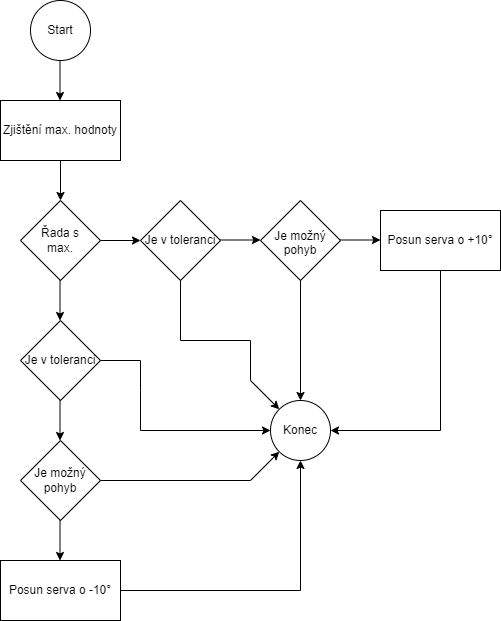 Start
Zjištění max. hodnoty
Řada s
max.
Je v toleranci
Je možný
pohyb
Posun serva o +10°
Je v toleranci
Konec
Je možný
pohyb
Posun serva o -10°